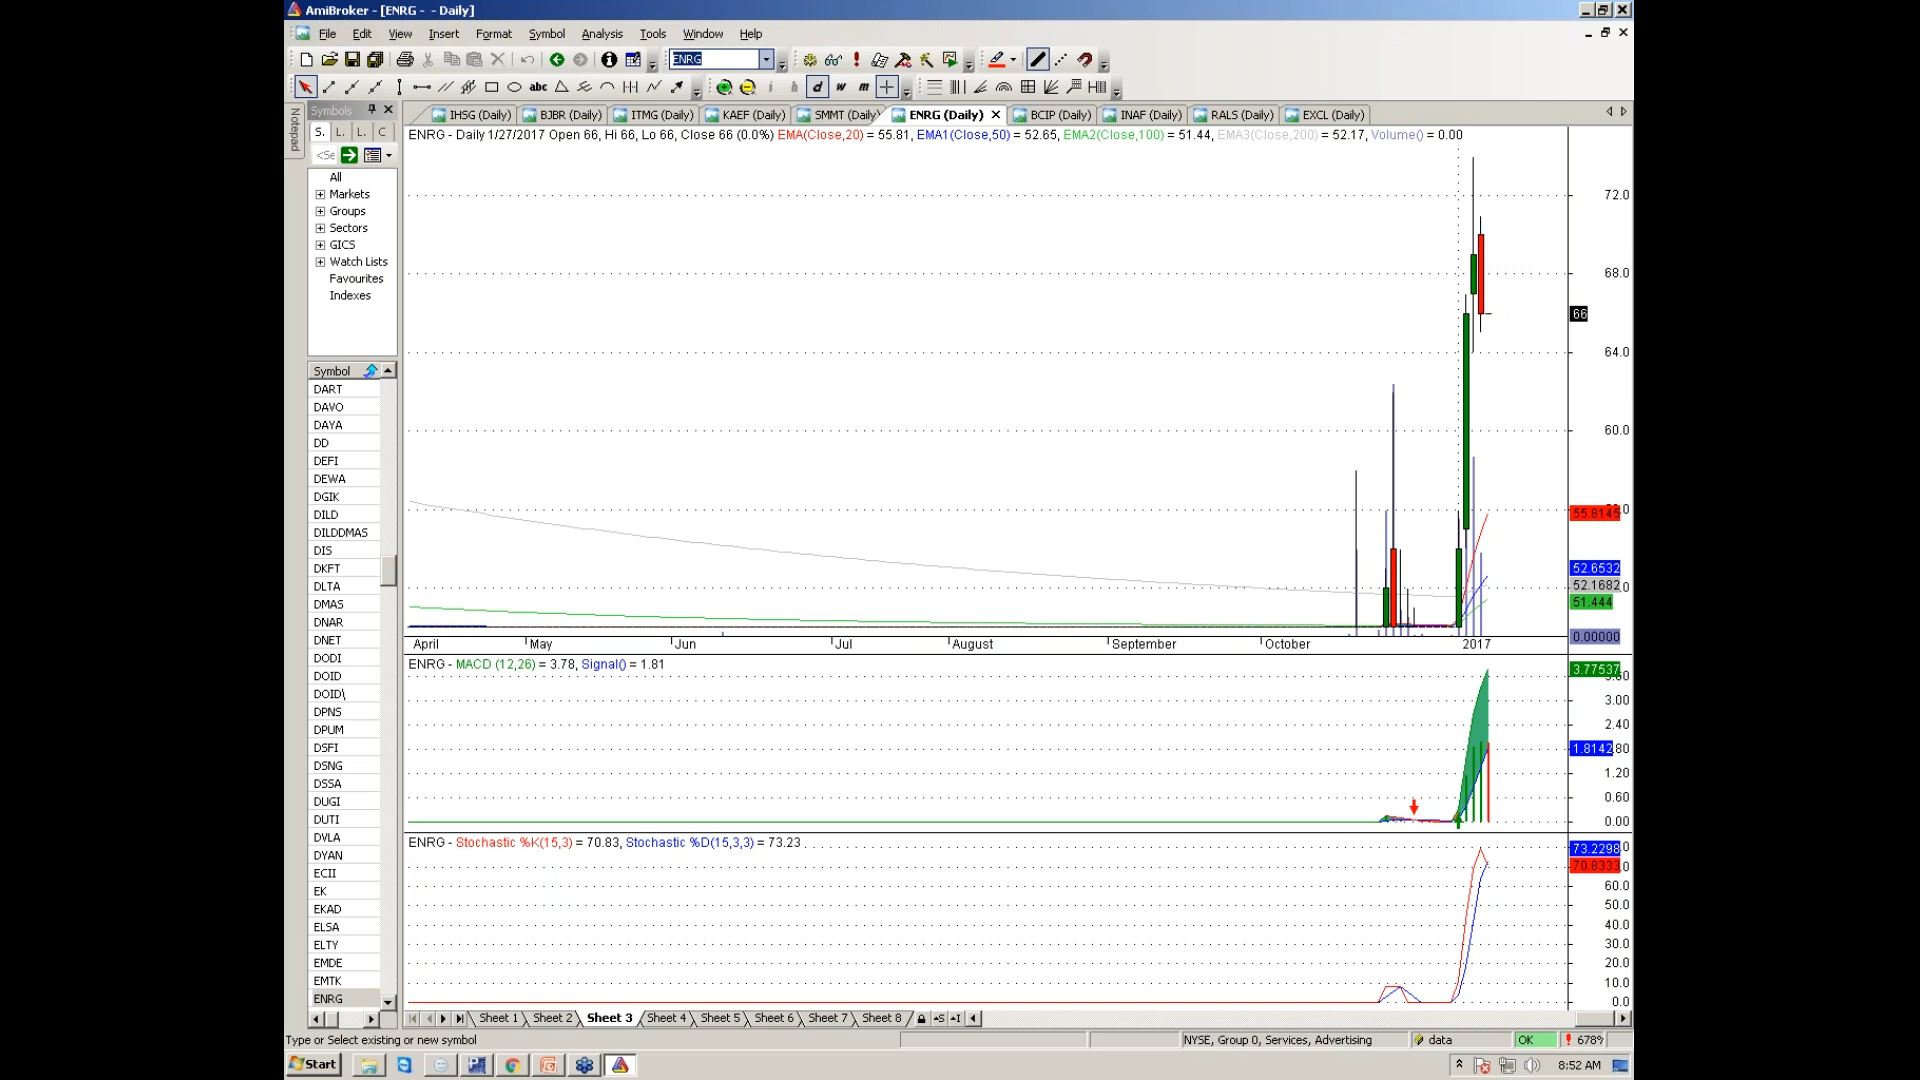 AmiBroker - [ENRG - - Daily]
File Edit View Insert Format Symbol Analysis Tools Window Help
ENRG
abc i h d w m
Notepad
Symbols
S. L. L. C
<Se
All
Markets
Groups
Sectors
GICS
Watch Lists
Favourites
Indexes
Symbol
DART
DAVO
DAYA
DD
DEFI
DEWA
DGIK
DILD
DILDDMAS
DIS
DKFT
DLTA
DMAS
DNAR
DNET
DODI
DOID
DOID\
DPNS
DPUM
DSFI
DSNG
DSSA
DUGI
DUTI
DVLA
DYAN
ECII
EK
EKAD
ELSA
ELTY
EMDE
EMTK
ENRG
IHSG (Daily) BJBR (Daily) ITMG (Daily) KAEF (Daily) SMMT (Daily) ENRG (Daily) BCIP (Daily) INAF (Daily) RALS (Daily) EXCL (Daily)
ENRG - Daily 1/27/2017 Open 66, Hi 66, Lo 66, Close 66 (0.0%) EMA(Close,20) = 55.81, EMA1(Close,50) = 52.65, EMA2(Close,100) = 51.44, EMA3(Close,200) = 52.17, Volume() = 0.00
72.0
68.0
66
64.0
60.0
55.8145
52.6532
52.1682
51.444
0.00000
April May Jun Jul August September October 2017
ENRG - MACD (12,26) = 3.78, Signal() = 1.81
3.77537
3.00
2.40
1.8142
1.20
0.60
0.00
ENRG - Stochastic %K(15,3) = 70.83, Stochastic %D(15,3,3) = 73.23
73.2298
70.8333
60.0
50.0
40.0
30.0
20.0
10.0
0.0
Sheet 1 Sheet 2 Sheet 3 Sheet 4 Sheet 5 Sheet 6 Sheet 7 Sheet 8
Type or Select existing or new symbol NYSE, Group 0, Services, Advertising data OK 678%
Start 8:52 AM